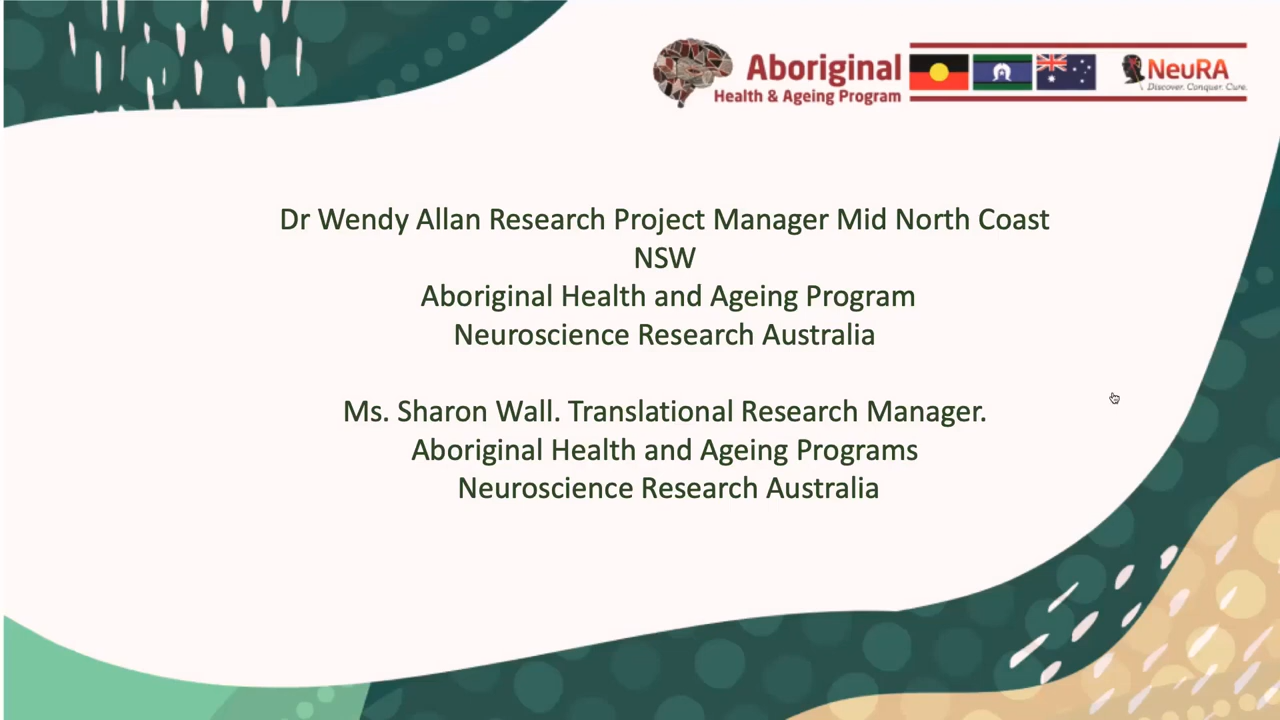 Aboriginal
Health & Ageing Program
NeuRA
Discover. Conquer. Cure.
Dr Wendy Allan Research Project Manager Mid North Coast
NSW
Aboriginal Health and Ageing Program
Neuroscience Research Australia
Ms. Sharon Wall. Translational Research Manager.
Aboriginal Health and Ageing Programs
Neuroscience Research Australia